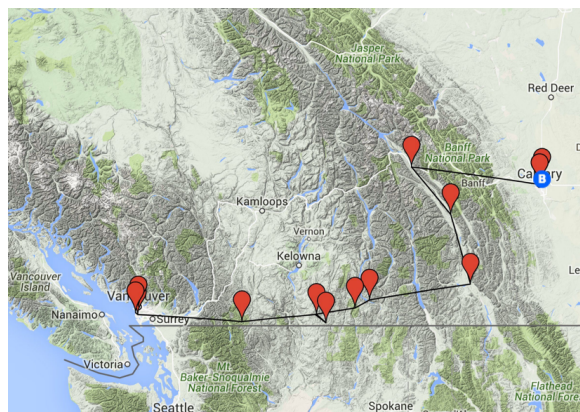 Jasper
National Park
Red Deer
Banff
National Park
Calgary
B
Banff
Kamloops
Vernon
Kelowna
Le
Vancouver
Island
Vancouver
Nanaimo
Surrey
Victoria
Mt.
Baker-Snoqualmie
National Forest
Flathead
National Fores
Spokane
Seattle